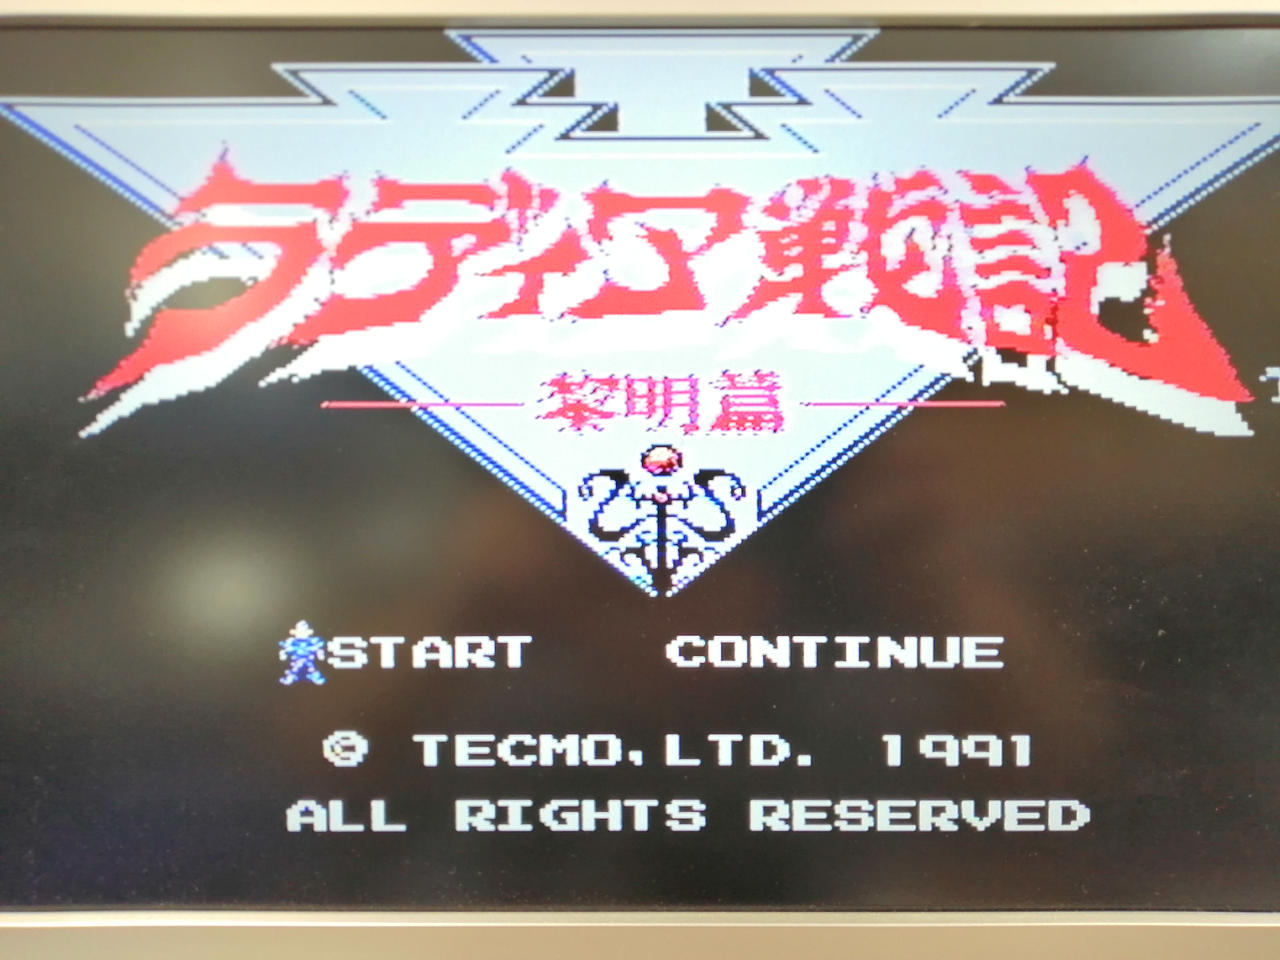 ラディア戦記
黎明篇
START CONTINUE
© TECMO,LTD. 1991
ALL RIGHTS RESERVED